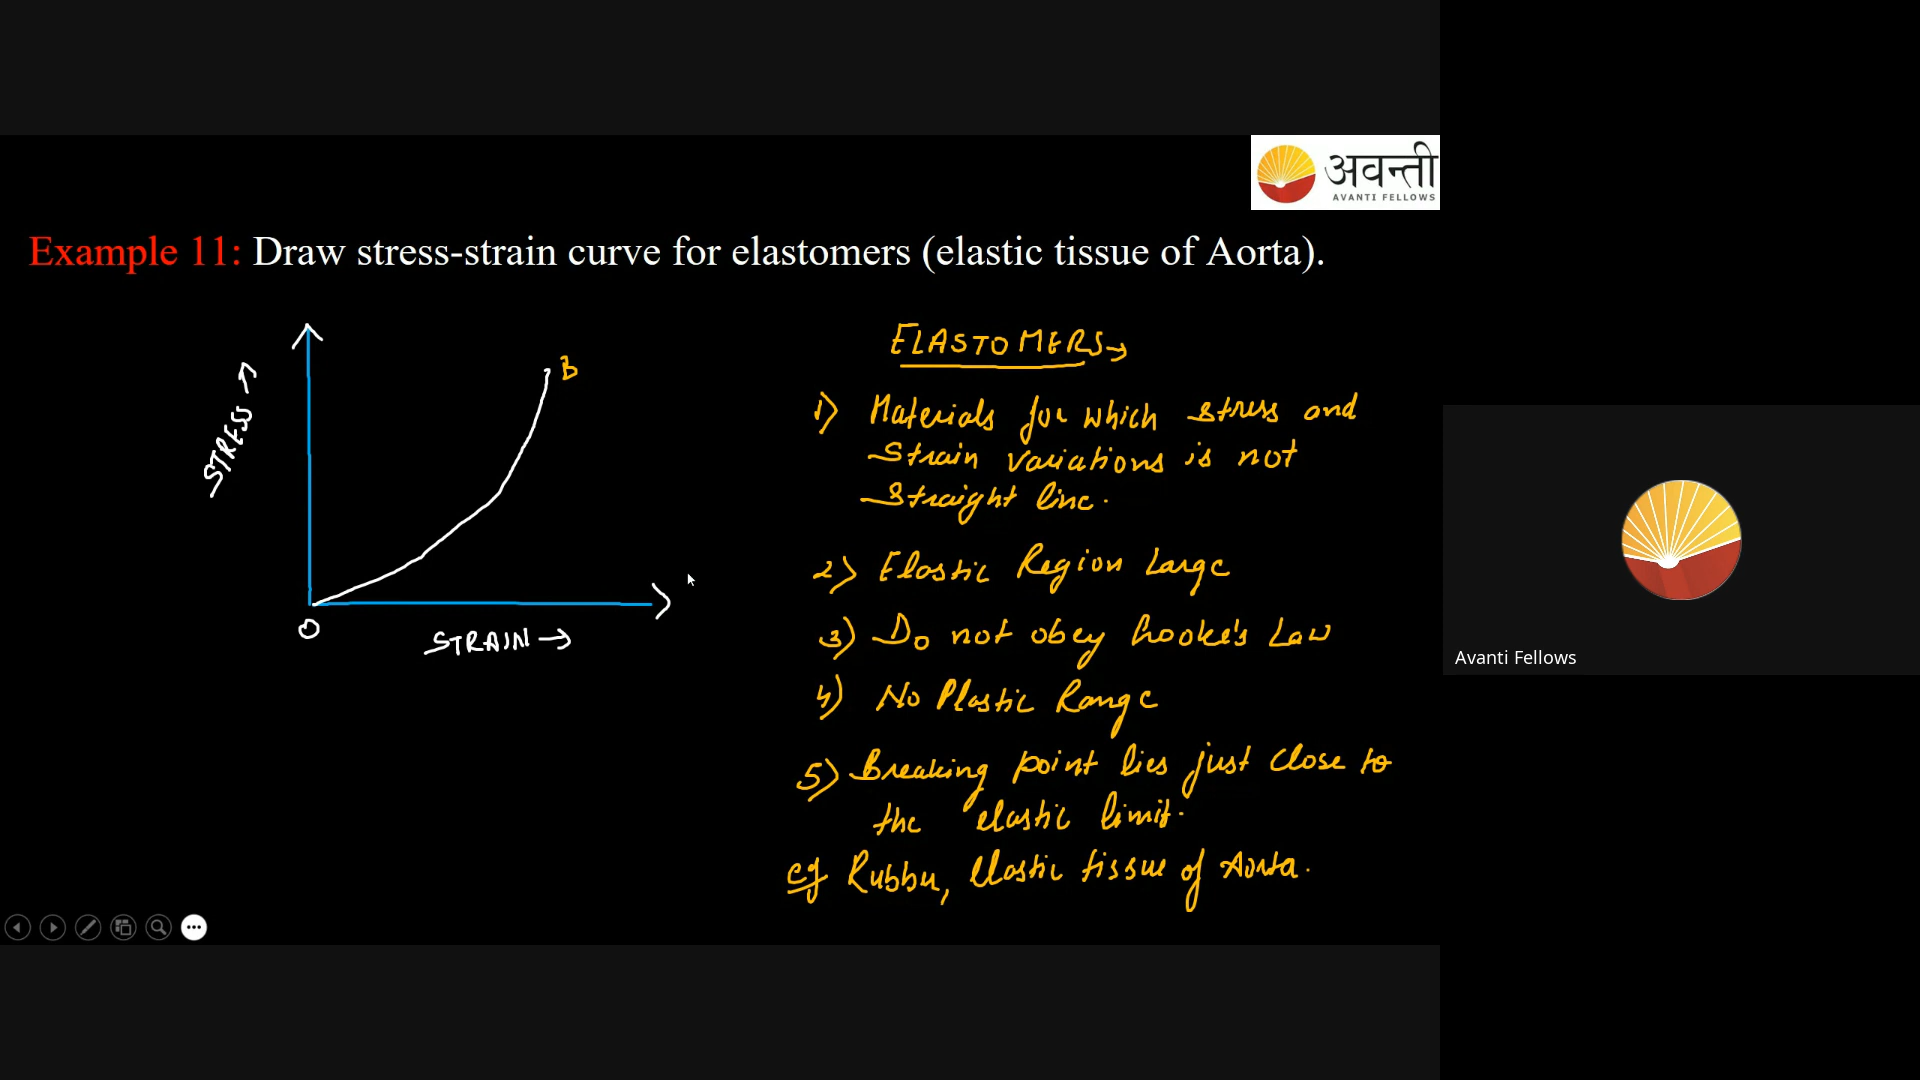 अवन्ती
AVANTI FELLOWS
Example 11: Draw stress-strain curve for elastomers (elastic tissue of Aorta).
STRESS →
B
O
STRAIN →
ELASTOMERS →
1) Materials for which stress and
strain variations is not
straight line.
2) Elastic Region Large
3) Do not obey hooke's Law
4) No Plastic Range
5) Breaking point lies just close to
the elastic limit.
eg Rubber, elastic tissue of Aorta.
Avanti Fellows